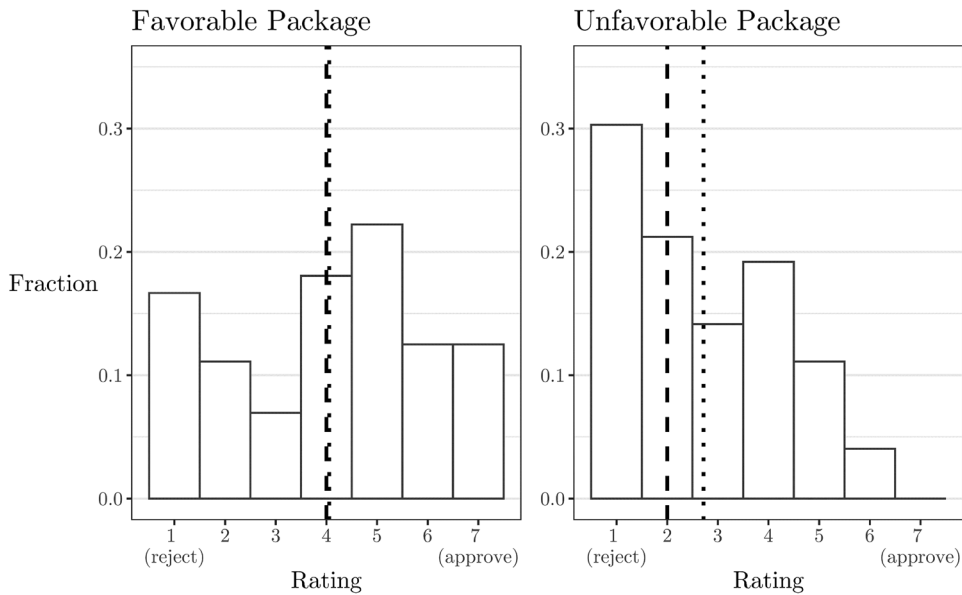 Favorable Package
Unfavorable Package
Fraction
0.3
0.2
0.1
0.0
1 2 3 4 5 6 7
(reject) (approve)
Rating
0.3
0.2
0.1
0.0
1 2 3 4 5 6 7
(reject) (approve)
Rating